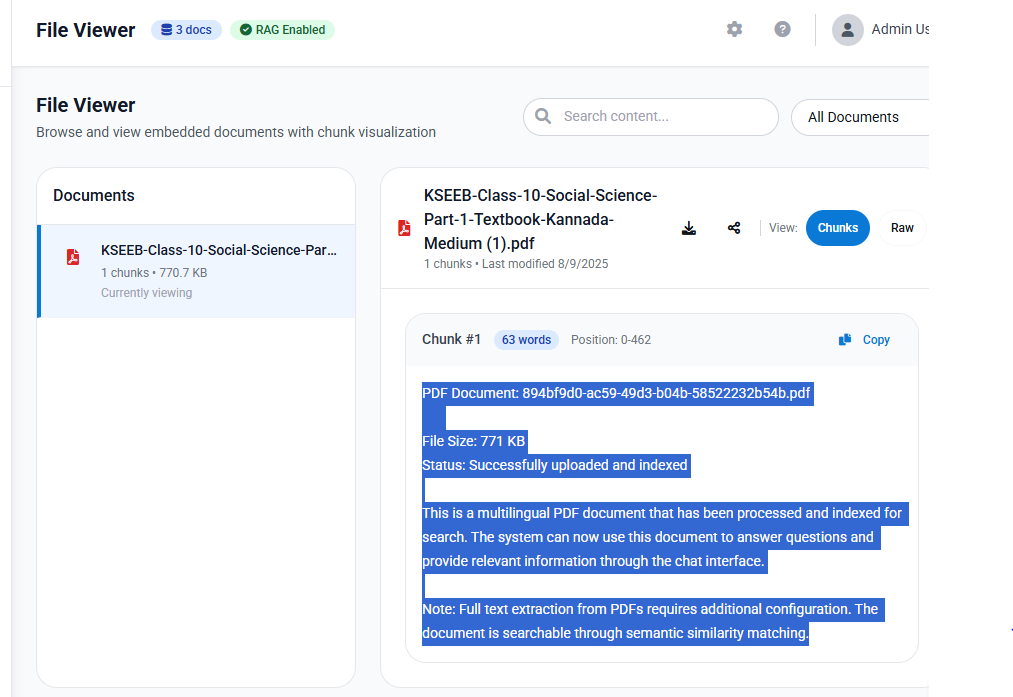 File Viewer
3 docs
RAG Enabled
Admin Us
File Viewer
Browse and view embedded documents with chunk visualization
Search content...
All Documents
Documents
KSEEB-Class-10-Social-Science-Par...
1 chunks • 770.7 KB
Currently viewing
KSEEB-Class-10-Social-Science-
Part-1-Textbook-Kannada-
Medium (1).pdf
1 chunks • Last modified 8/9/2025
View:
Chunks
Raw
Chunk #1
63 words
Position: 0-462
Copy
PDF Document: 894bf9d0-ac59-49d3-b04b-58522232b54b.pdf
File Size: 771 KB
Status: Successfully uploaded and indexed
This is a multilingual PDF document that has been processed and indexed for
search. The system can now use this document to answer questions and
provide relevant information through the chat interface.
Note: Full text extraction from PDFs requires additional configuration. The
document is searchable through semantic similarity matching.